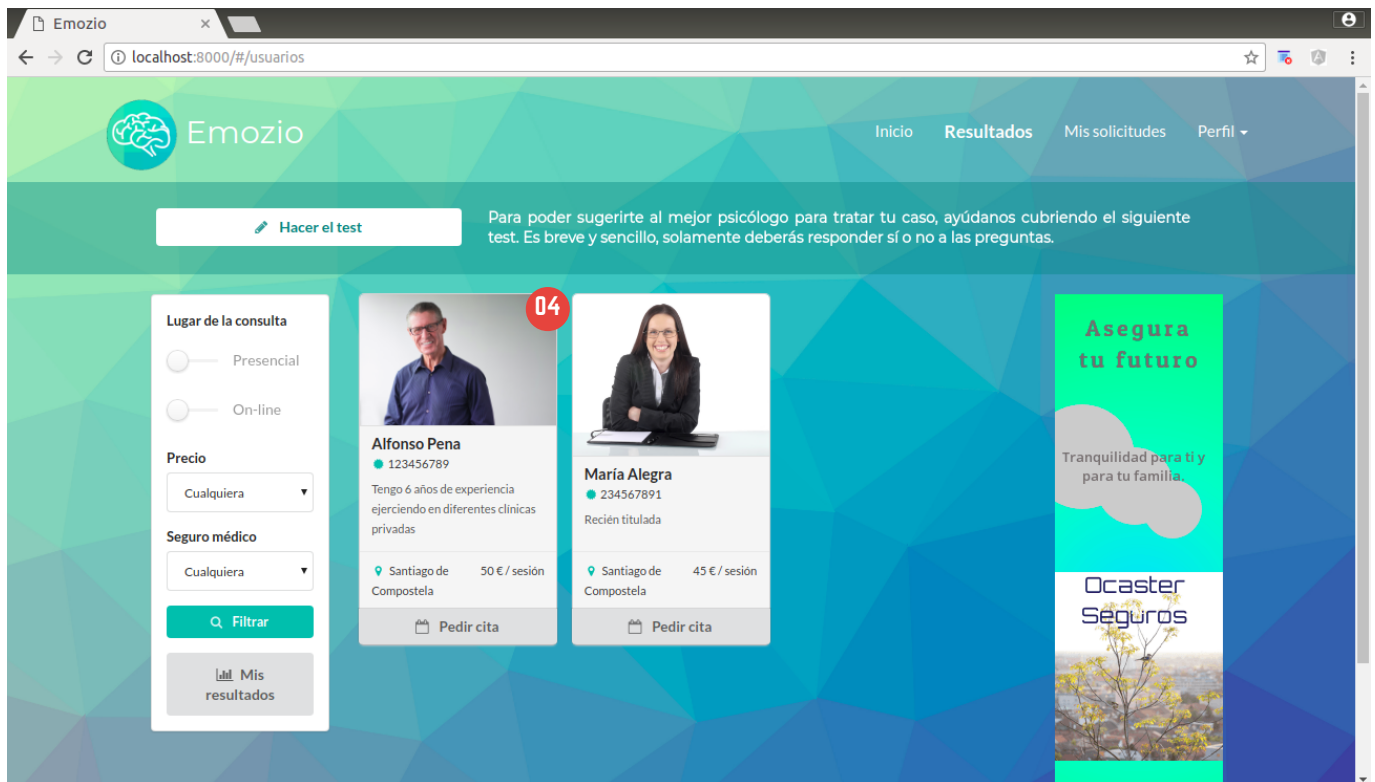 Emozio
localhost:8000/#/usuarios
Emozio
Inicio Resultados Mis solicitudes Perfil
Hacer el test
Para poder sugerirte al mejor psicólogo para tratar tu caso, ayúdanos cubriendo el siguiente
test. Es breve y sencillo, solamente deberás responder sí o no a las preguntas.
Lugar de la consulta
Presencial
On-line
Precio
Cualquiera
Seguro médico
Cualquiera
Filtrar
Mis
resultados
04
Alfonso Pena
123456789
Tengo 6 años de experiencia
ejerciendo en diferentes clínicas
privadas
Santiago de 50 € / sesión
Compostela
Pedir cita
María Alegra
234567891
Recién titulada
Santiago de 45 € / sesión
Compostela
Pedir cita
Asegura
tu futuro
Tranquilidad para ti y
para tu familia.
Ocaster
Seguros